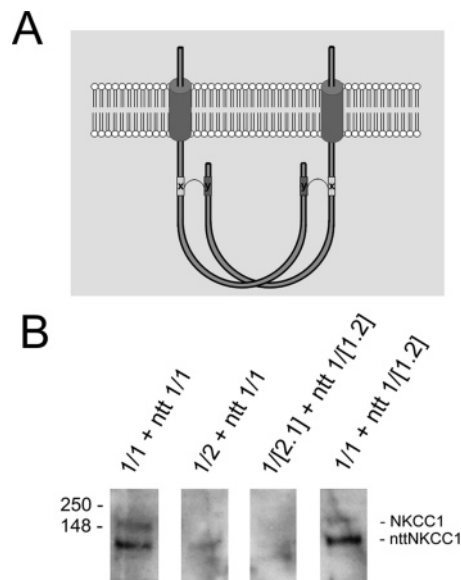 A
x y y x
B
1/1 + ntt 1/1
1/2 + ntt 1/1
1/[2.1] + ntt 1/[1.2]
1/1 + ntt 1/[1.2]
250 -
148 -
- NKCC1
- nttNKCC1